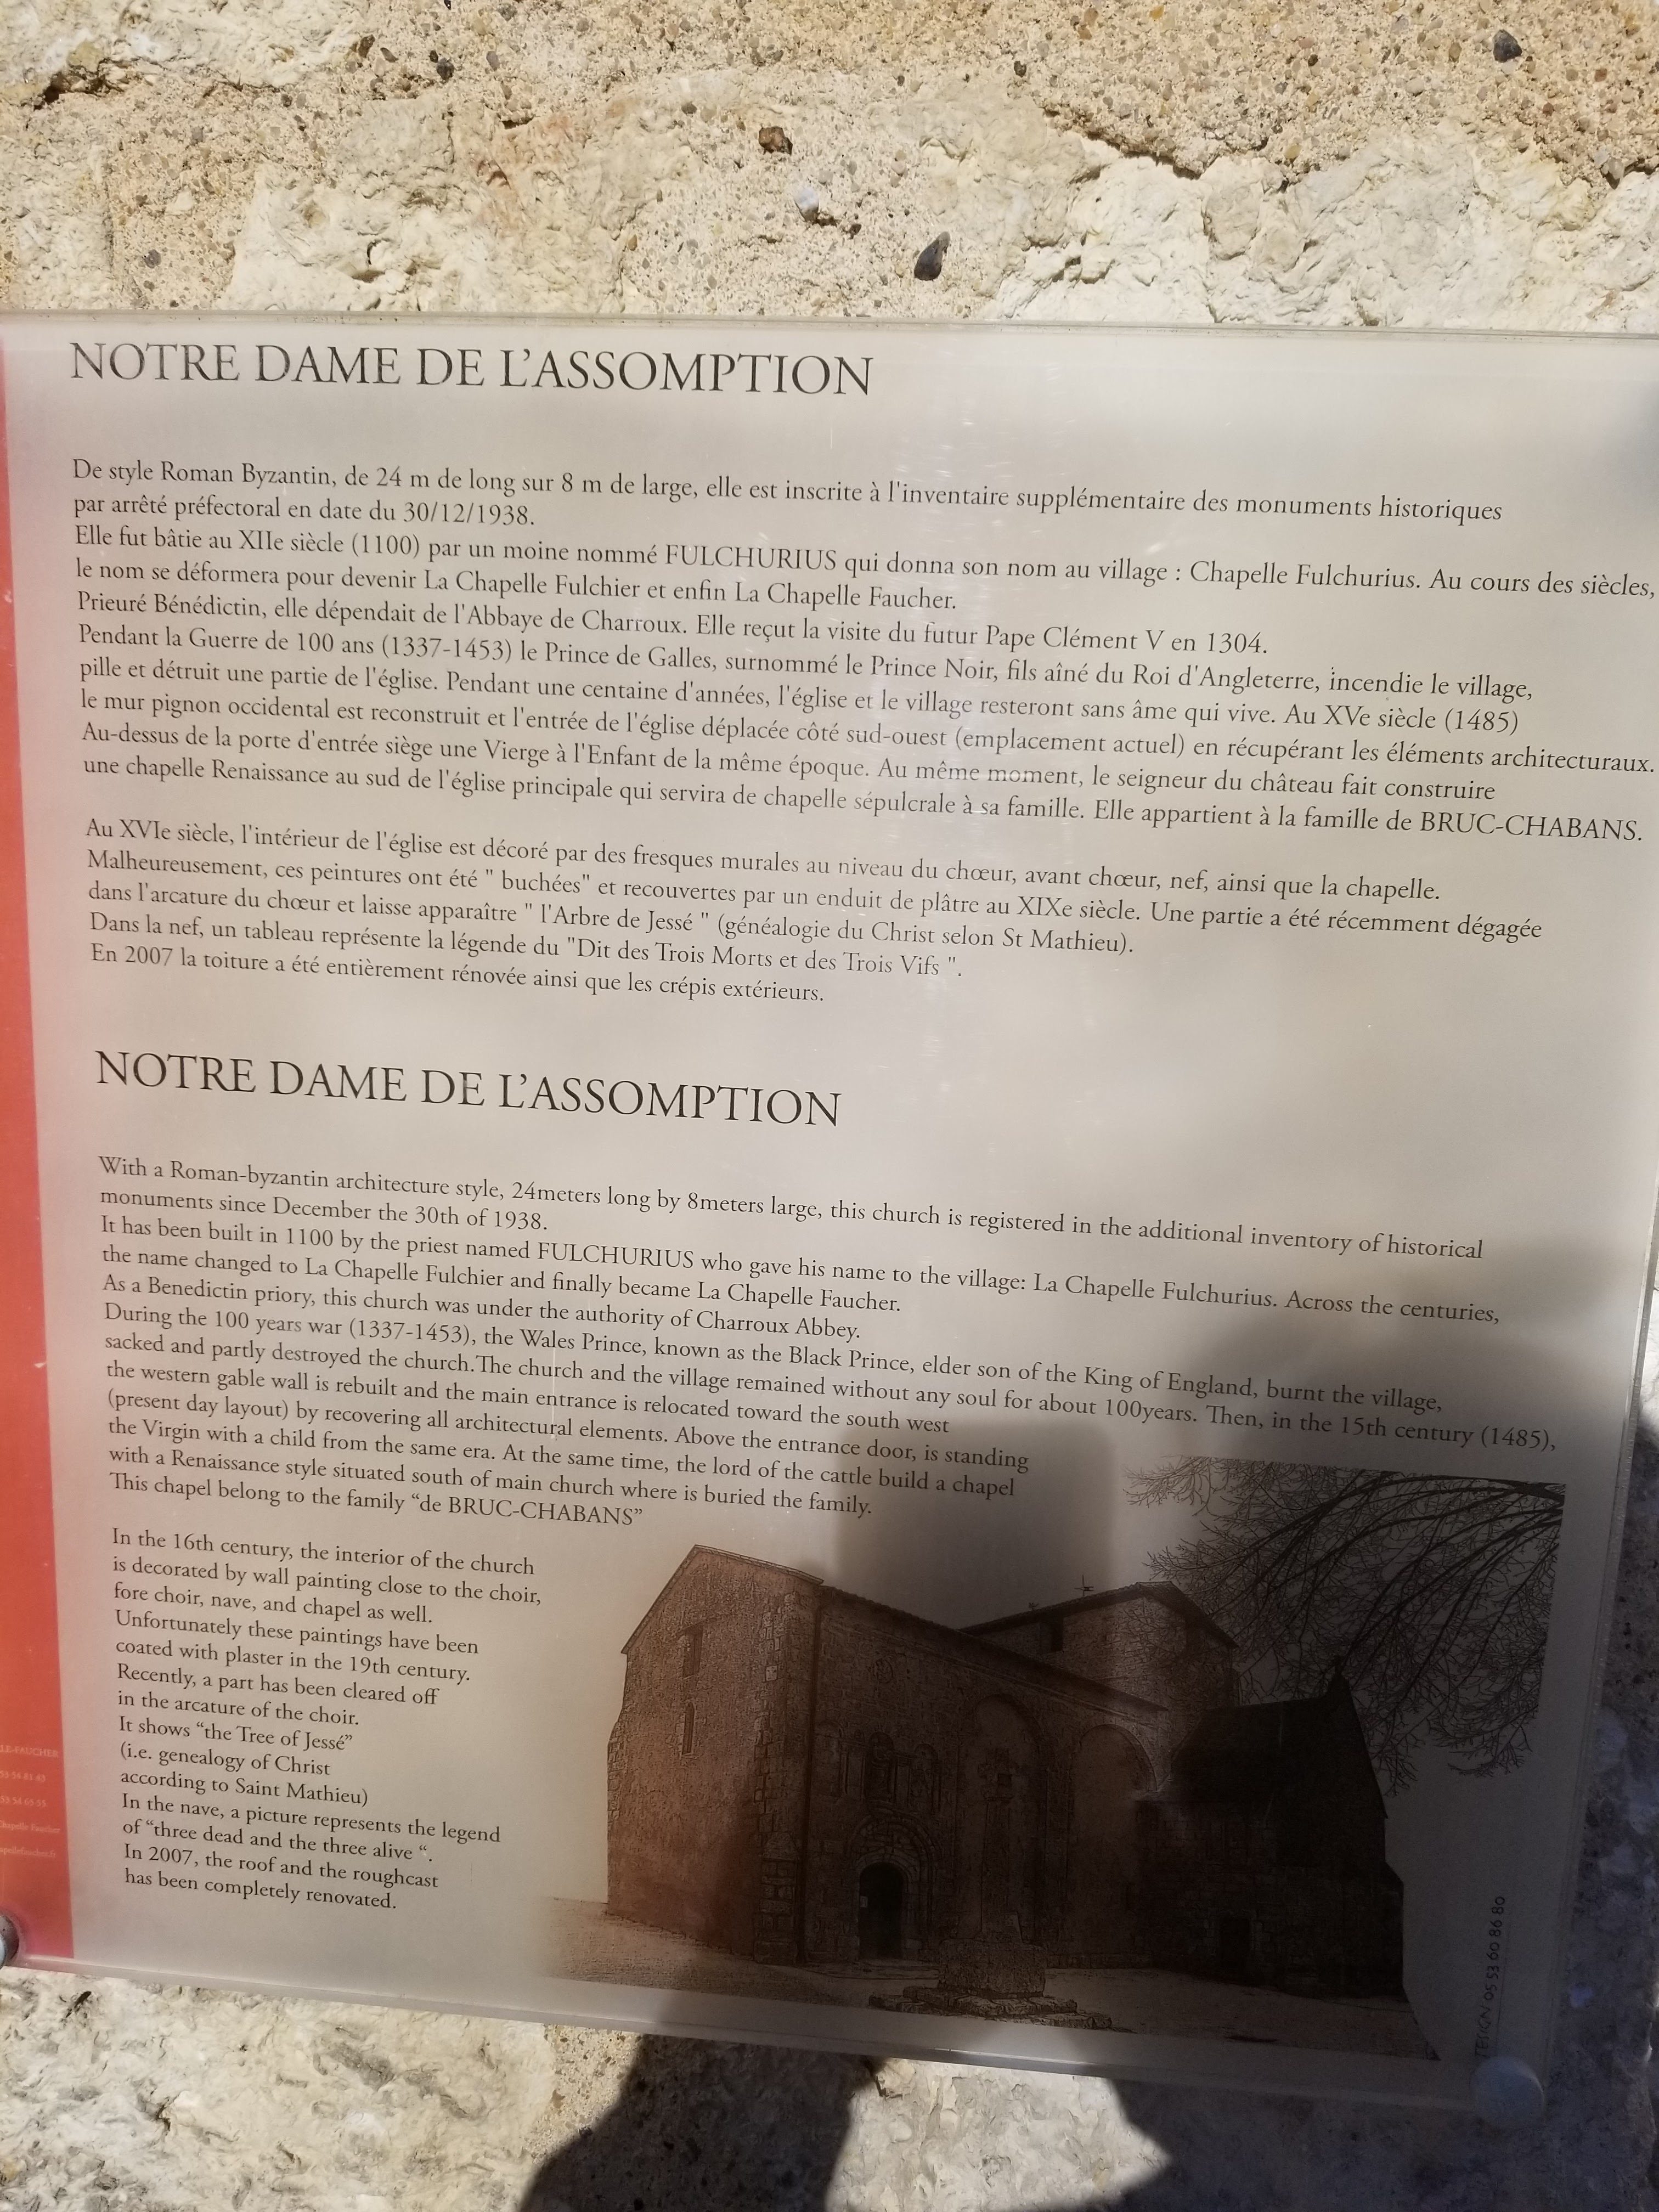 NOTRE DAME DE L'ASSOMPTION
De style Roman Byzantin, de 24 m de long sur 8 m de large, elle est inscrite à l'inventaire supplémentaire des monuments historiques
par arrêté préfectoral en date du 30/12/1938.
Elle fut bâtie au XIIe siècle (1100) par un moine nommé FULCHURIUS qui donna son nom au village : Chapelle Fulchurius. Au cours des siècles,
le nom se déformera pour devenir La Chapelle Fulchier et enfin La Chapelle Faucher.
Prieuré Bénédictin, elle dépendait de l'Abbaye de Charroux. Elle reçut la visite du futur Pape Clément V en 1304.
Pendant la Guerre de 100 ans (1337-1453) le Prince de Galles, surnommé le Prince Noir, fils aîné du Roi d'Angleterre, incendie le village,
pille et détruit une partie de l'église. Pendant une centaine d'années, l'église et le village resteront sans âme qui vive. Au XVe siècle (1485)
le mur pignon occidental est reconstruit et l'entrée de l'église déplacée côté sud-ouest (emplacement actuel) en récupérant les éléments architecturaux.
Au-dessus de la porte d'entrée siège une Vierge à l'Enfant de la même époque. Au même moment, le seigneur du château fait construire
une chapelle Renaissance au sud de l'église principale qui servira de chapelle sépulcrale à sa famille. Elle appartient à la famille de BRUC-CHABANS.
Au XVIe siècle, l'intérieur de l'église est décoré par des fresques murales au niveau du chœur, avant chœur, nef, ainsi que la chapelle.
Malheureusement, ces peintures ont été " buchées" et recouvertes par un enduit de plâtre au XIXe siècle. Une partie a été récemment dégagée
dans l'arcature du chœur et laisse apparaître " l'Arbre de Jessé " (généalogie du Christ selon St Mathieu).
Dans la nef, un tableau représente la légende du "Dit des Trois Morts et des Trois Vifs ".
En 2007 la toiture a été entièrement rénovée ainsi que les crépis extérieurs.
NOTRE DAME DE L'ASSOMPTION
With a Roman-byzantin architecture style, 24meters long by 8meters large, this church is registered in the additional inventory of historical
monuments since December the 30th of 1938.
It has been built in 1100 by the priest named FULCHURIUS who gave his name to the village: La Chapelle Fulchurius. Across the centuries,
the name changed to La Chapelle Fulchier and finally became La Chapelle Faucher.
As a Benedictin priory, this church was under the authority of Charroux Abbey.
During the 100 years war (1337-1453), the Wales Prince, known as the Black Prince, elder son of the King of England, burnt the village,
sacked and partly destroyed the church.The church and the village remained without any soul for about 100years. Then, in the 15th century (1485),
the western gable wall is rebuilt and the main entrance is relocated toward the south west
(present day layout) by recovering all architectural elements. Above the entrance door, is standing
the Virgin with a child from the same era. At the same time, the lord of the cattle build a chapel
with a Renaissance style situated south of main church where is buried the family.
This chapel belong to the family “de BRUC-CHABANS”
In the 16th century, the interior of the church
is decorated by wall painting close to the choir,
fore choir, nave, and chapel as well.
Unfortunately these paintings have been
coated with plaster in the 19th century.
Recently, a part has been cleared off
in the arcature of the choir.
It shows “the Tree of Jessé”
(i.e. genealogy of Christ
according to Saint Mathieu)
In the nave, a picture represents the legend
of “three dead and the three alive “.
In 2007, the roof and the roughcast
has been completely renovated.
05 53 60 86 80